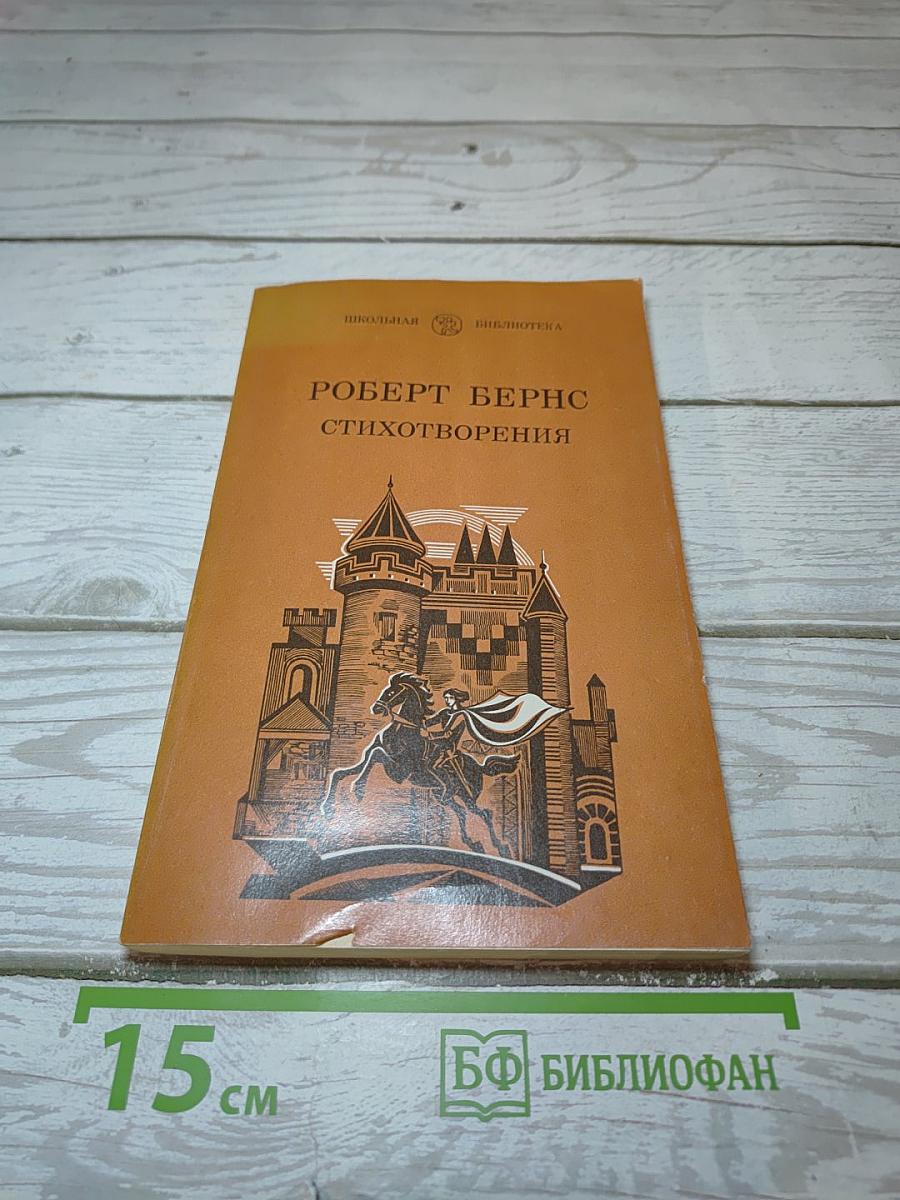 ШКОЛЬНАЯ БИБЛИОТЕКА
РОБЕРТ БЕРНС
СТИХОТВОРЕНИЯ
15 см
БФ БИБЛИОФАН